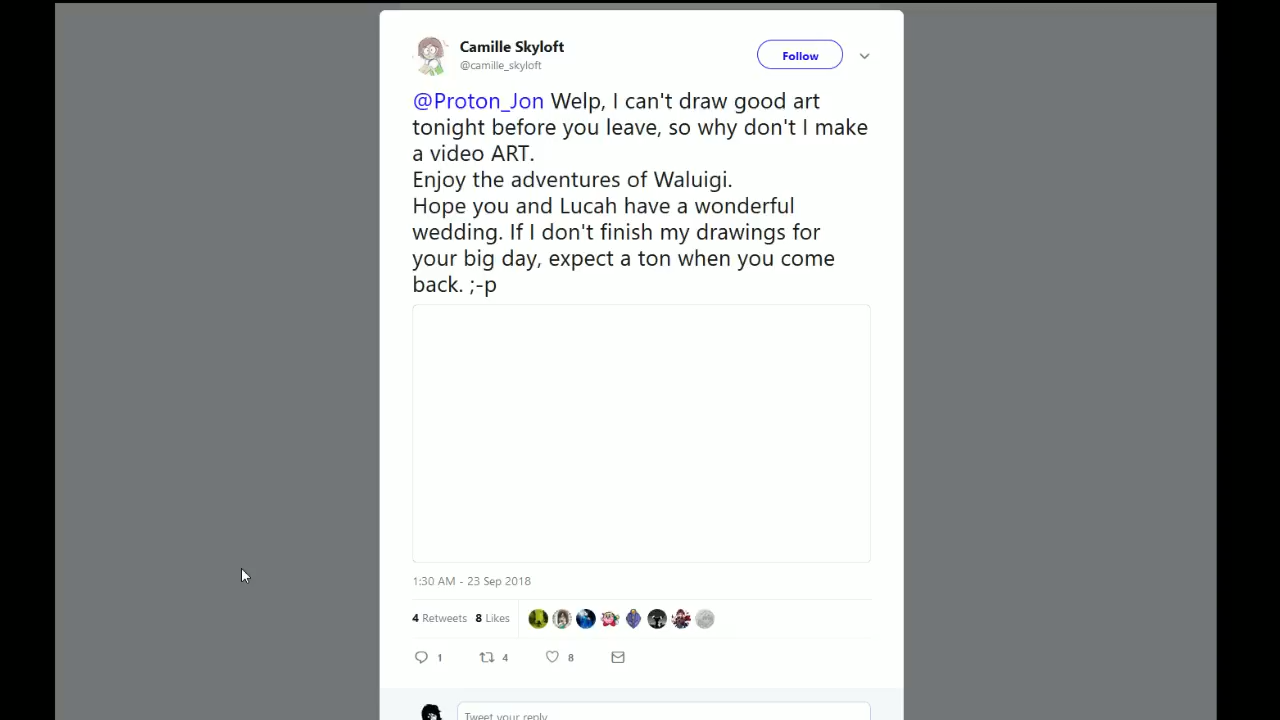 Camille Skyloft
@camille_skyloft
Follow
@Proton_Jon Welp, I can't draw good art
tonight before you leave, so why don't I make
a video ART.
Enjoy the adventures of Waluigi.
Hope you and Lucah have a wonderful
wedding. If I don't finish my drawings for
your big day, expect a ton when you come
back. ;-p
1:30 AM - 23 Sep 2018
4 Retweets 8 Likes
1 4 8
Tweet your reply